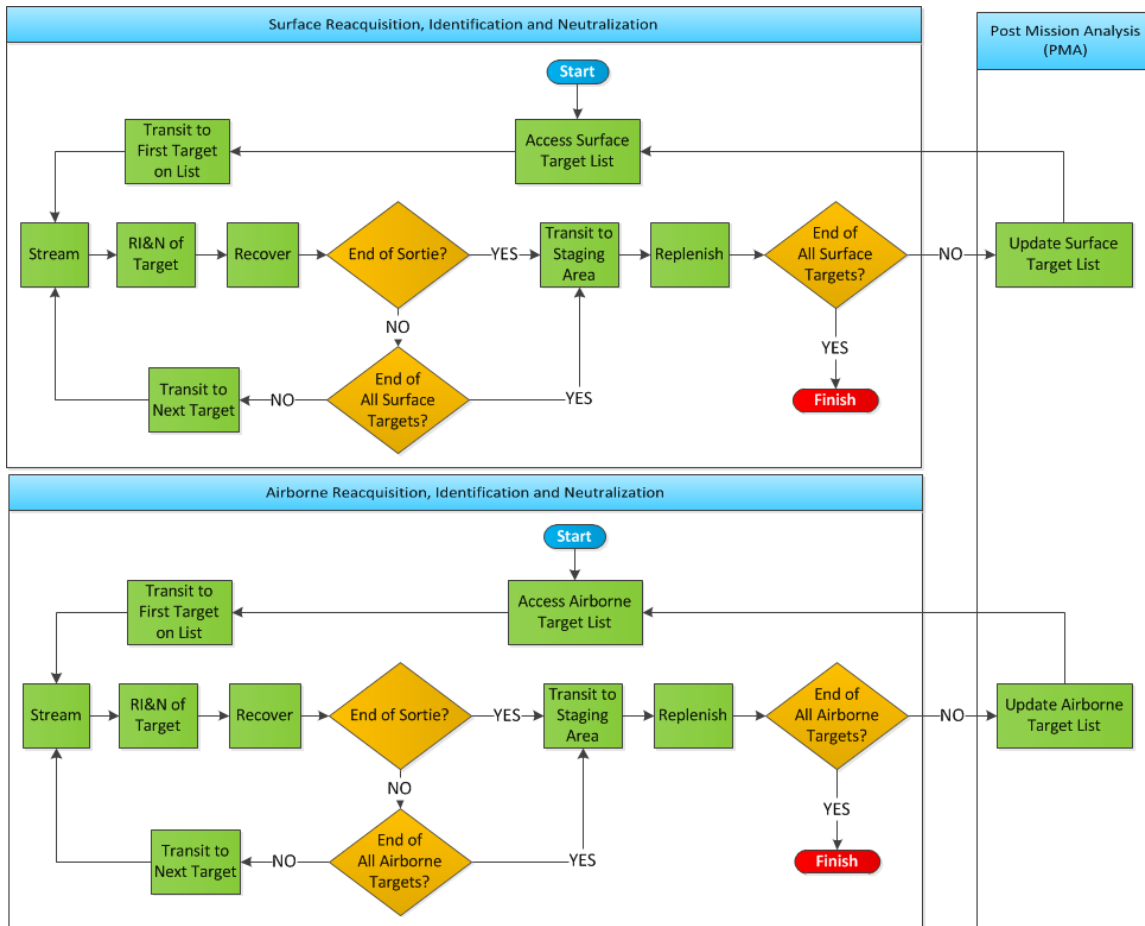 Surface Reacquisition, Identification and Neutralization
Post Mission Analysis
(PMA)
Start
Transit to
First Target
on List
Access Surface
Target List
Stream
RI&N of
Target
Recover
End of Sortie?
YES
Transit to
Staging
Area
Replenish
End of
All Surface
Targets?
NO
Update Surface
Target List
NO
YES
Transit to
Next Target
NO
End of
All Surface
Targets?
YES
Finish
Airborne Reacquisition, Identification and Neutralization
Start
Transit to
First Target
on List
Access Airborne
Target List
Stream
RI&N of
Target
Recover
End of Sortie?
YES
Transit to
Staging
Area
Replenish
End of
All Airborne
Targets?
NO
Update Airborne
Target List
NO
YES
Transit to
Next Target
NO
End of
All Airborne
Targets?
YES
Finish